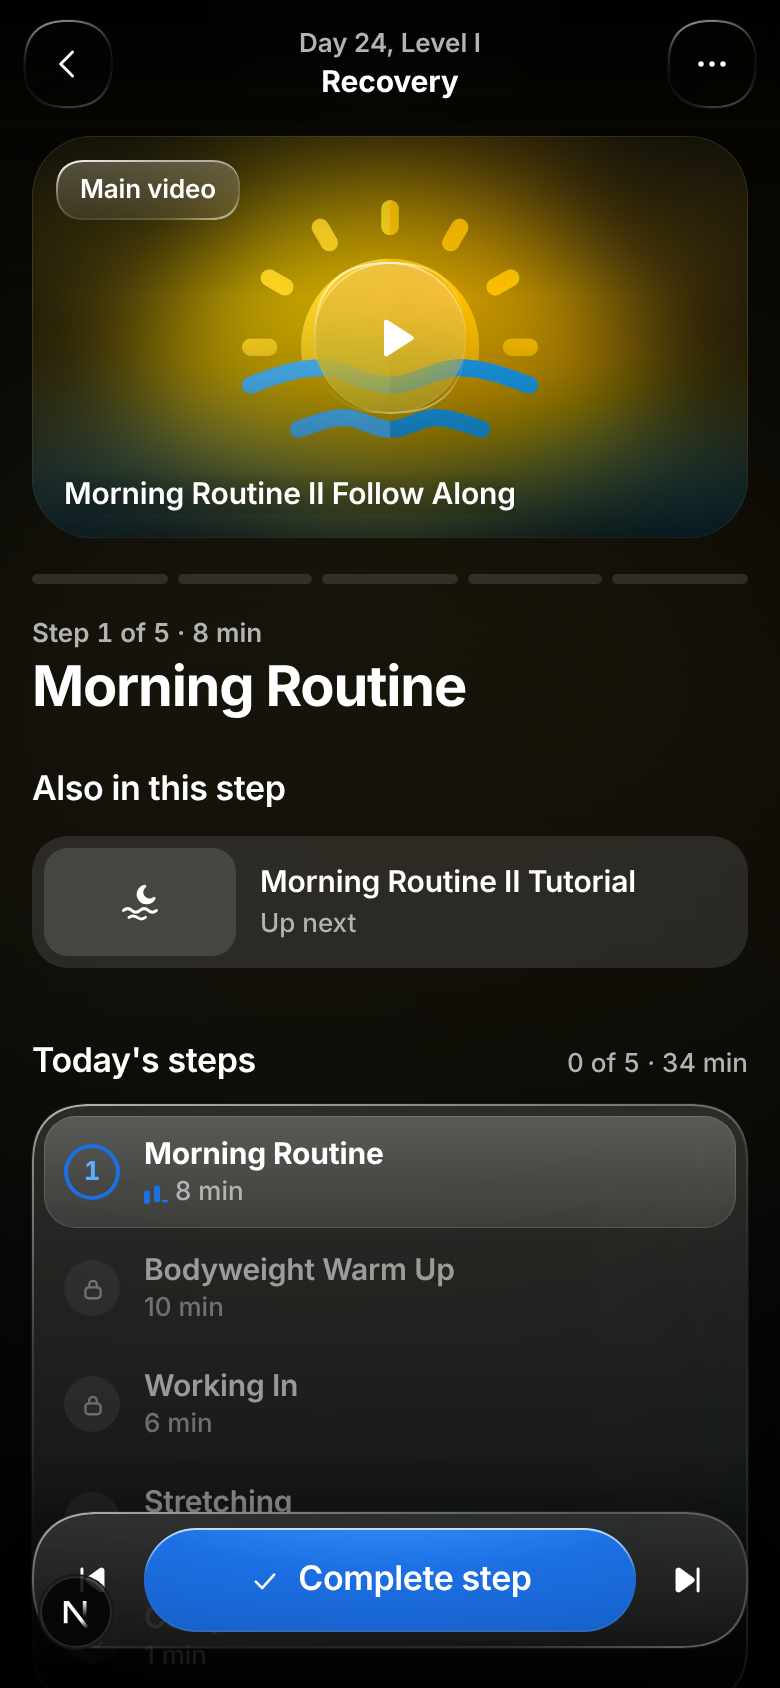 Day 24, Level I
Recovery
Main video
Morning Routine II Follow Along
Step 1 of 5 · 8 min
Morning Routine
Also in this step
Morning Routine II Tutorial
Up next
Today's steps
0 of 5 · 34 min
1
Morning Routine
8 min
Bodyweight Warm Up
10 min
Working In
6 min
Stretching
Complete step
N
1 min